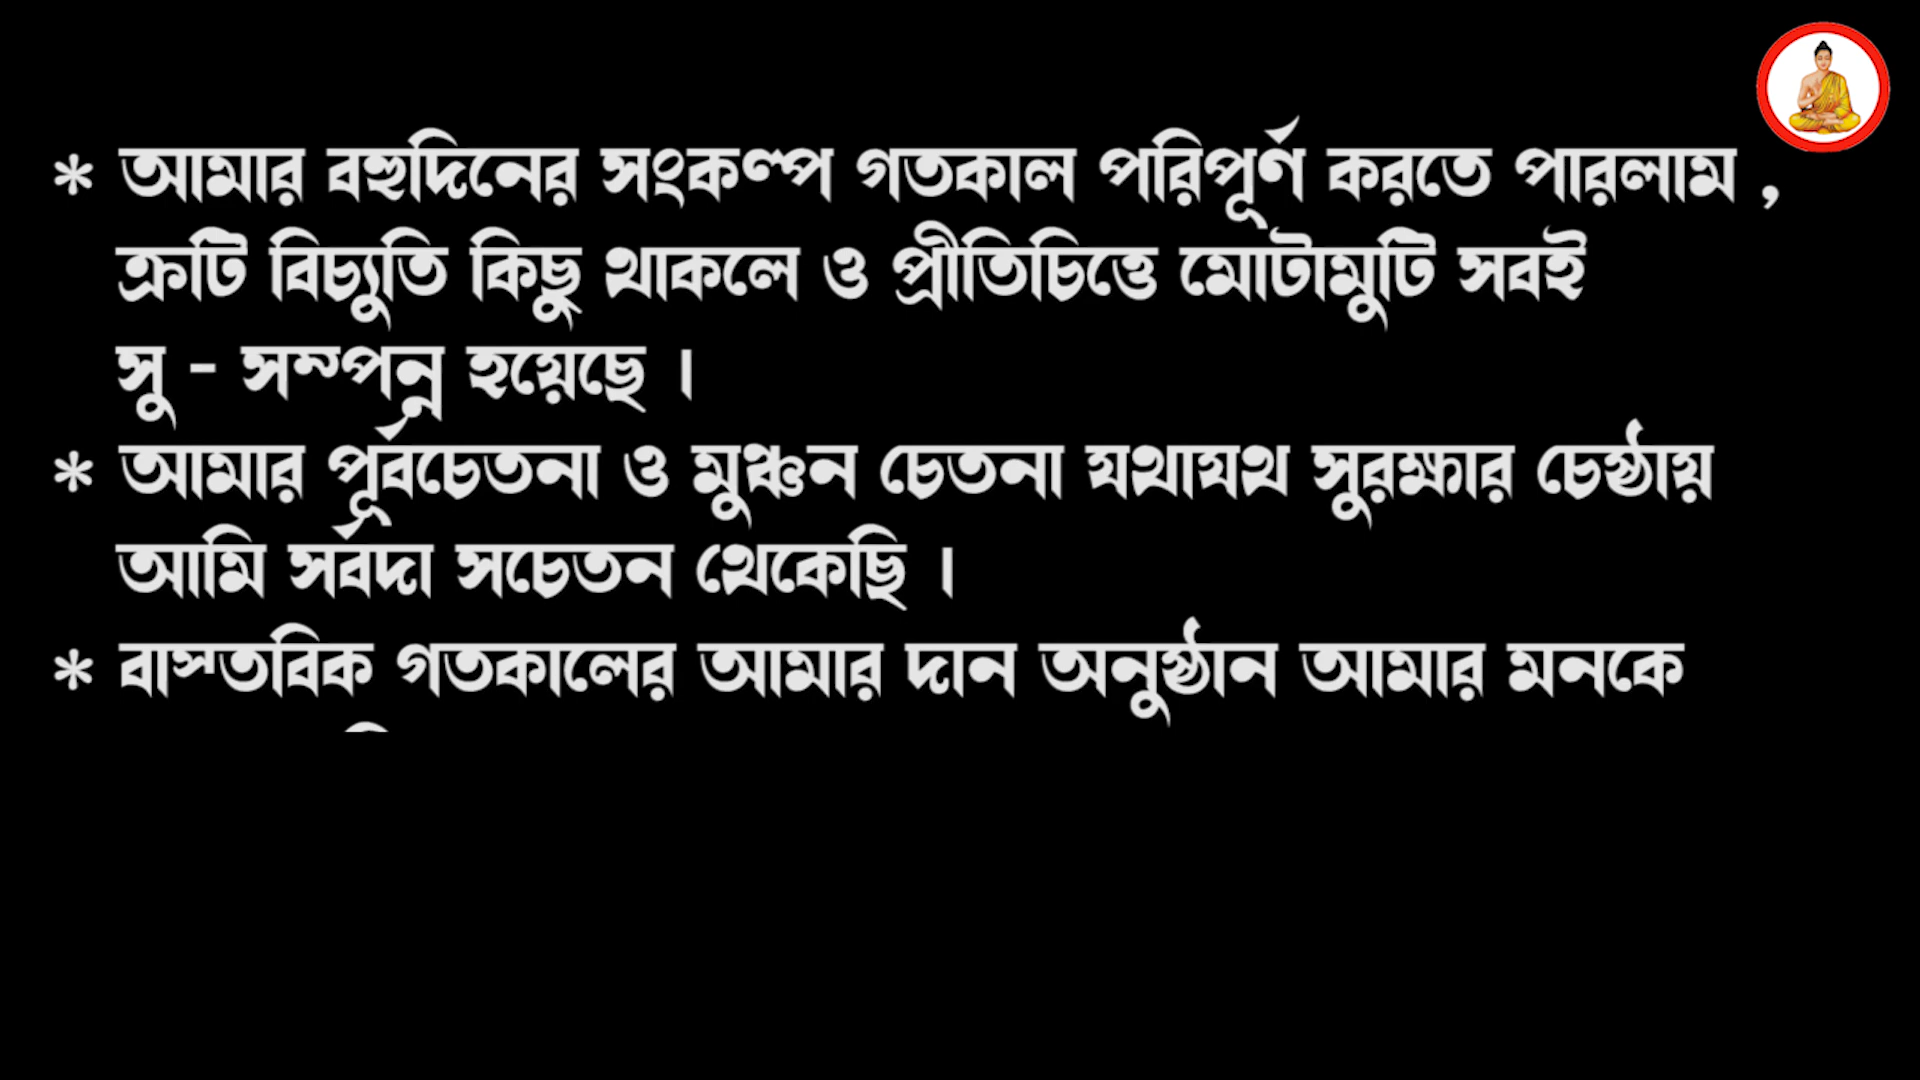 * আমার বহুদিনের সংকল্প গতকাল পরিপূর্ণ করতে পারলাম ,
ক্রটি বিচ্যুতি কিছু থাকলে ও প্রীতিচিত্তে মোটামুটি সবই
সু - সম্পন্ন হয়েছে ।
* আমার পূর্বচেতনা ও মুঞ্চন চেতনা যথাযথ সুরক্ষার চেষ্ঠায়
আমি সর্বদা সচেতন থেকেছি ।
* বাস্তবিক গতকালের আমার দান অনুষ্ঠান আমার মনকে